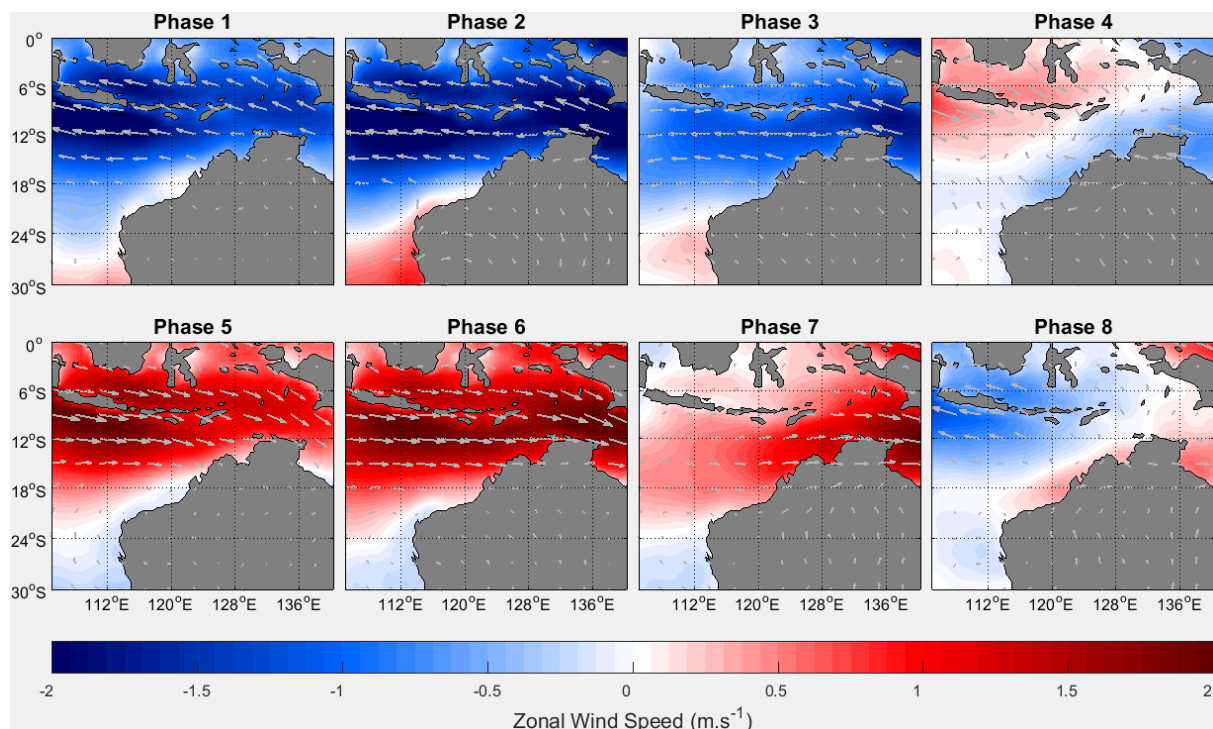 Phase 1 Phase 2 Phase 3 Phase 4
0°
6°S
12°S
18°S
24°S
30°S
Phase 5 Phase 6 Phase 7 Phase 8
0°
6°S
12°S
18°S
24°S
30°S
112°E 120°E 128°E 136°E 112°E 120°E 128°E 136°E 112°E 120°E 128°E 136°E 112°E 120°E 128°E 136°E
-2 -1.5 -1 -0.5 0 0.5 1 1.5 2
Zonal Wind Speed (m.s⁻¹)